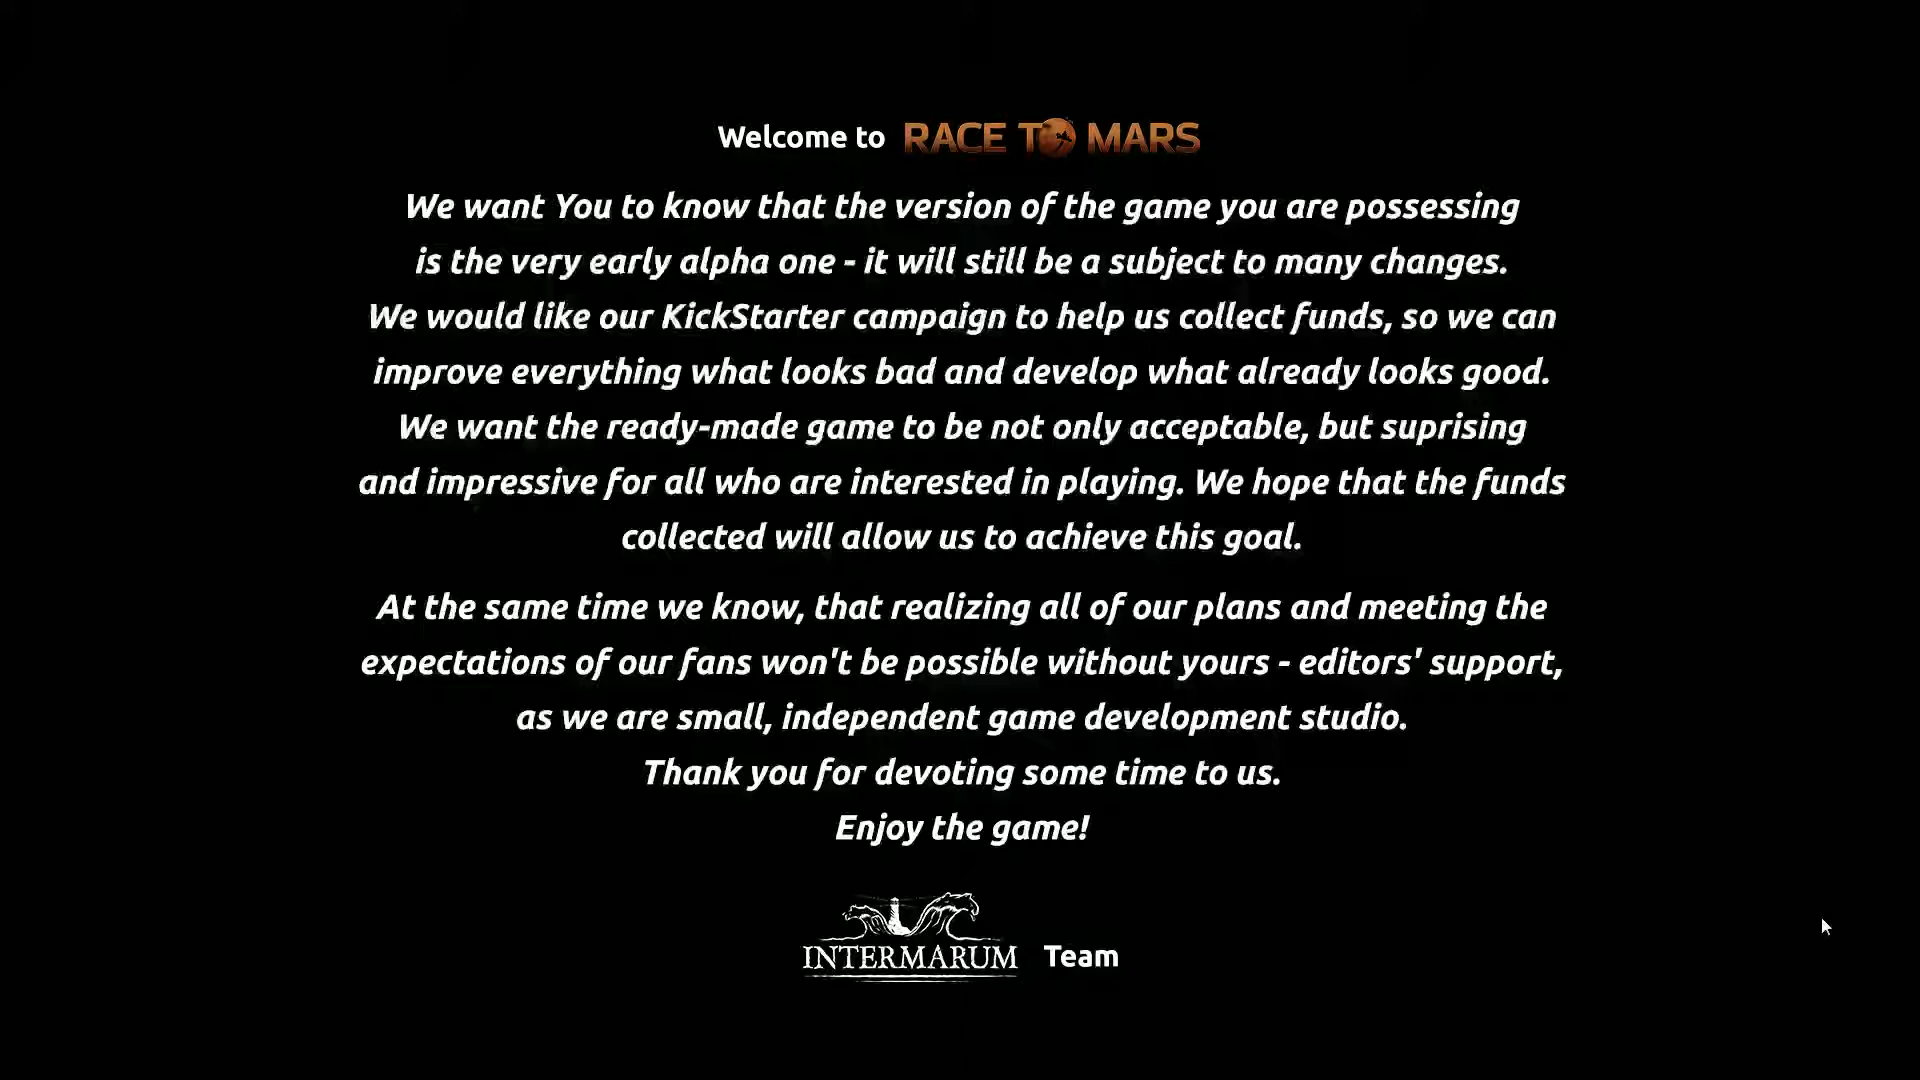 Welcome to RACE TO MARS
We want You to know that the version of the game you are possessing
is the very early alpha one - it will still be a subject to many changes.
We would like our KickStarter campaign to help us collect funds, so we can
improve everything what looks bad and develop what already looks good.
We want the ready-made game to be not only acceptable, but suprising
and impressive for all who are interested in playing. We hope that the funds
collected will allow us to achieve this goal.
At the same time we know, that realizing all of our plans and meeting the
expectations of our fans won't be possible without yours - editors' support,
as we are small, independent game development studio.
Thank you for devoting some time to us.
Enjoy the game!
INTERMARUM Team